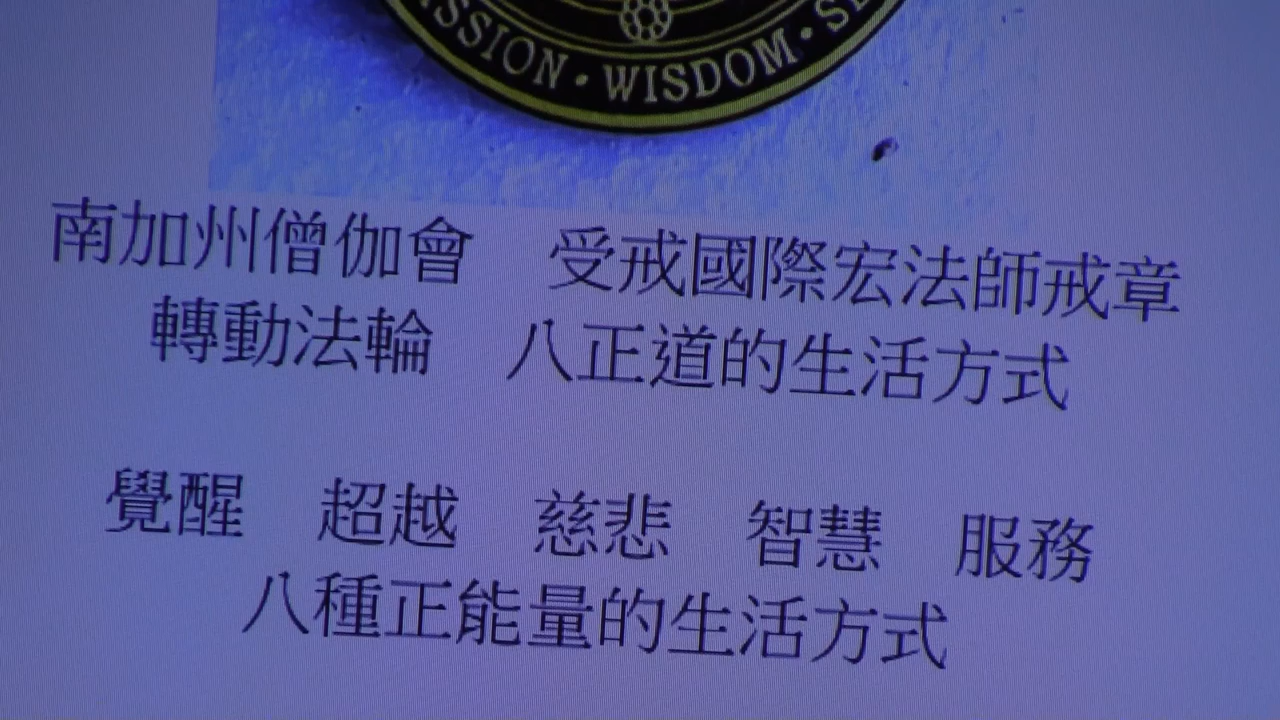 SSION · WISDOM · SE
南加州僧伽會　受戒國際宏法師戒章
轉動法輪　八正道的生活方式
覺醒　超越　慈悲　智慧　服務
八種正能量的生活方式